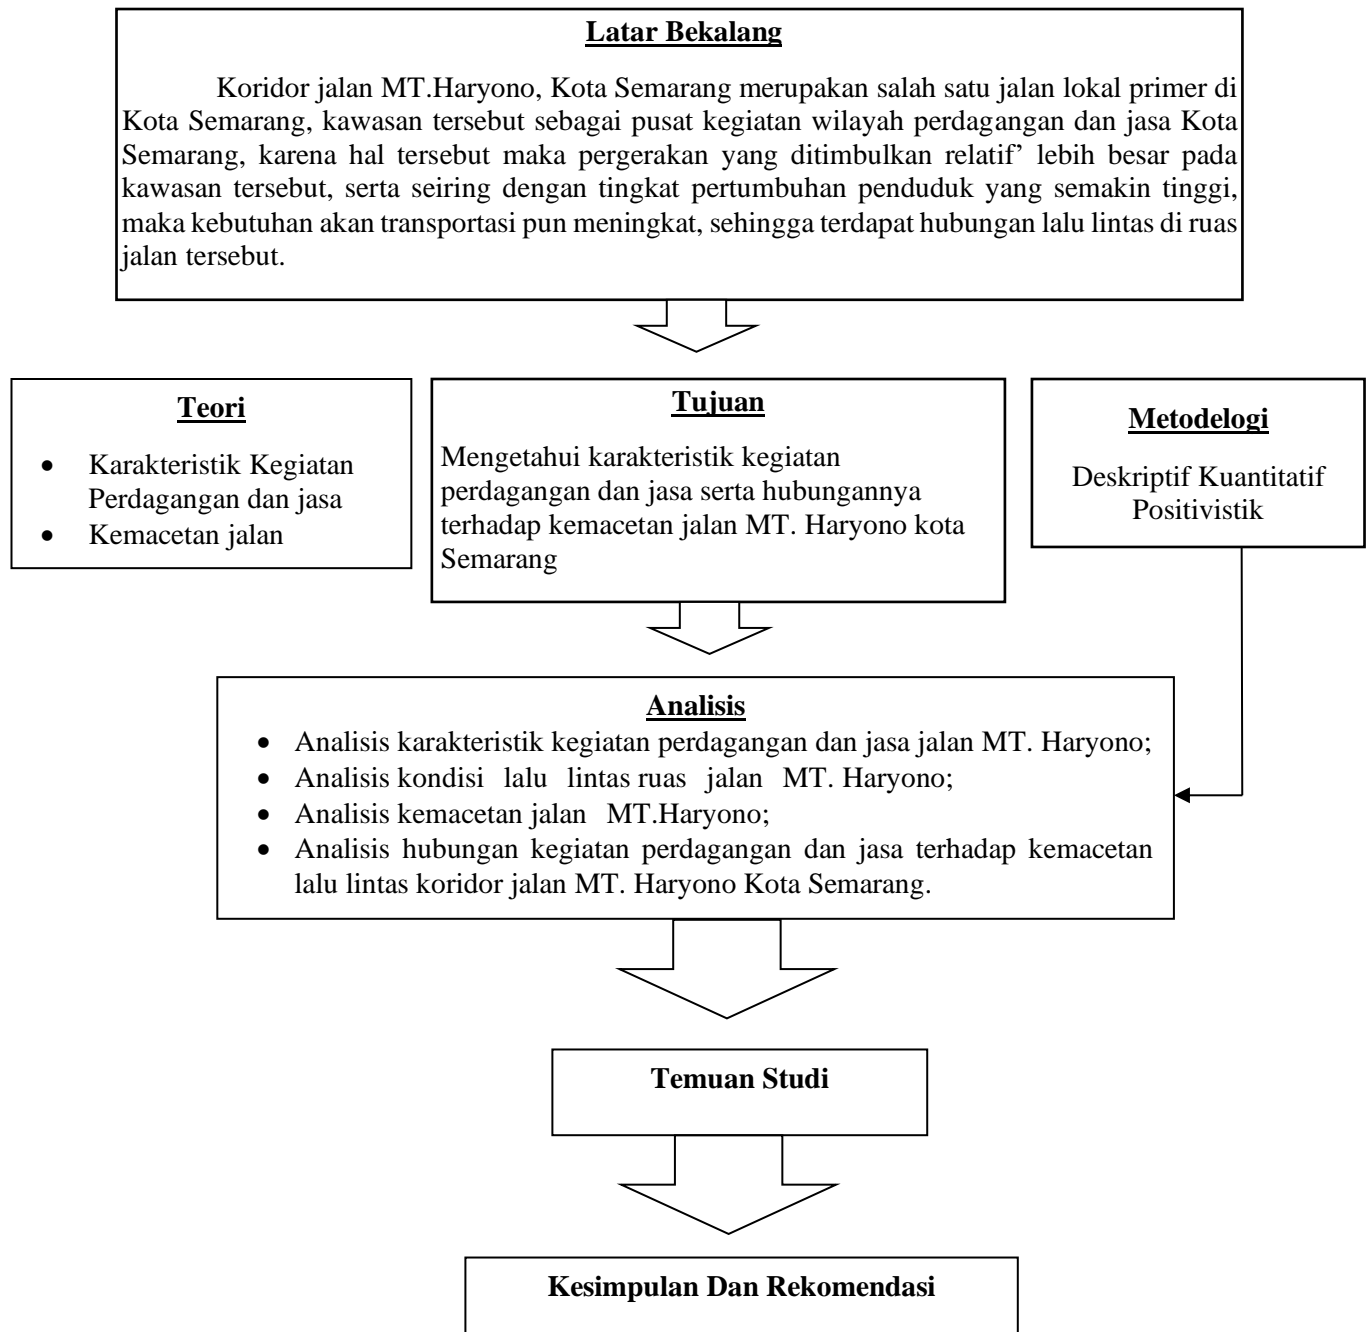 Latar Bekalang
Koridor jalan MT.Haryono, Kota Semarang merupakan salah satu jalan lokal primer di
Kota Semarang, kawasan tersebut sebagai pusat kegiatan wilayah perdagangan dan jasa Kota
Semarang, karena hal tersebut maka pergerakan yang ditimbulkan relatif’ lebih besar pada
kawasan tersebut, serta seiring dengan tingkat pertumbuhan penduduk yang semakin tinggi,
maka kebutuhan akan transportasi pun meningkat, sehingga terdapat hubungan lalu lintas di ruas
jalan tersebut.
Teori
• Karakteristik Kegiatan
Perdagangan dan jasa
• Kemacetan jalan
Tujuan
Mengetahui karakteristik kegiatan
perdagangan dan jasa serta hubungannya
terhadap kemacetan jalan MT. Haryono kota
Semarang
Metodelogi
Deskriptif Kuantitatif
Positivistik
Analisis
• Analisis karakteristik kegiatan perdagangan dan jasa jalan MT. Haryono;
• Analisis kondisi lalu lintas ruas jalan MT. Haryono;
• Analisis kemacetan jalan MT.Haryono;
• Analisis hubungan kegiatan perdagangan dan jasa terhadap kemacetan
lalu lintas koridor jalan MT. Haryono Kota Semarang.
Temuan Studi
Kesimpulan Dan Rekomendasi